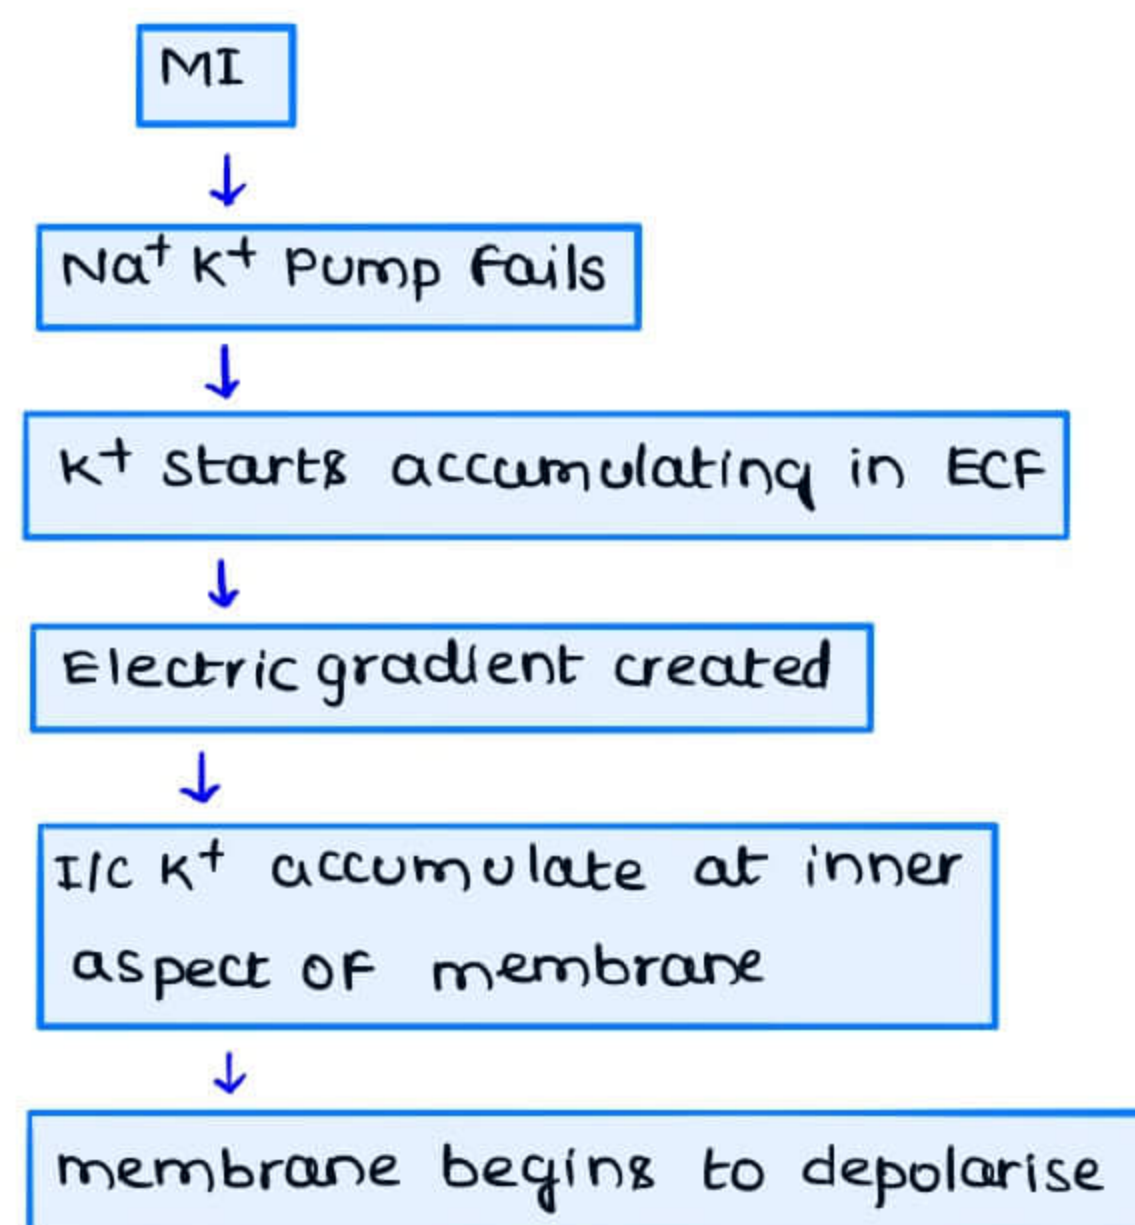 MI
Na⁺ K⁺ Pump Fails
K⁺ starts accumulating in ECF
Electric gradient created
I/C K⁺ accumulate at inner
aspect OF membrane
membrane begins to depolarise